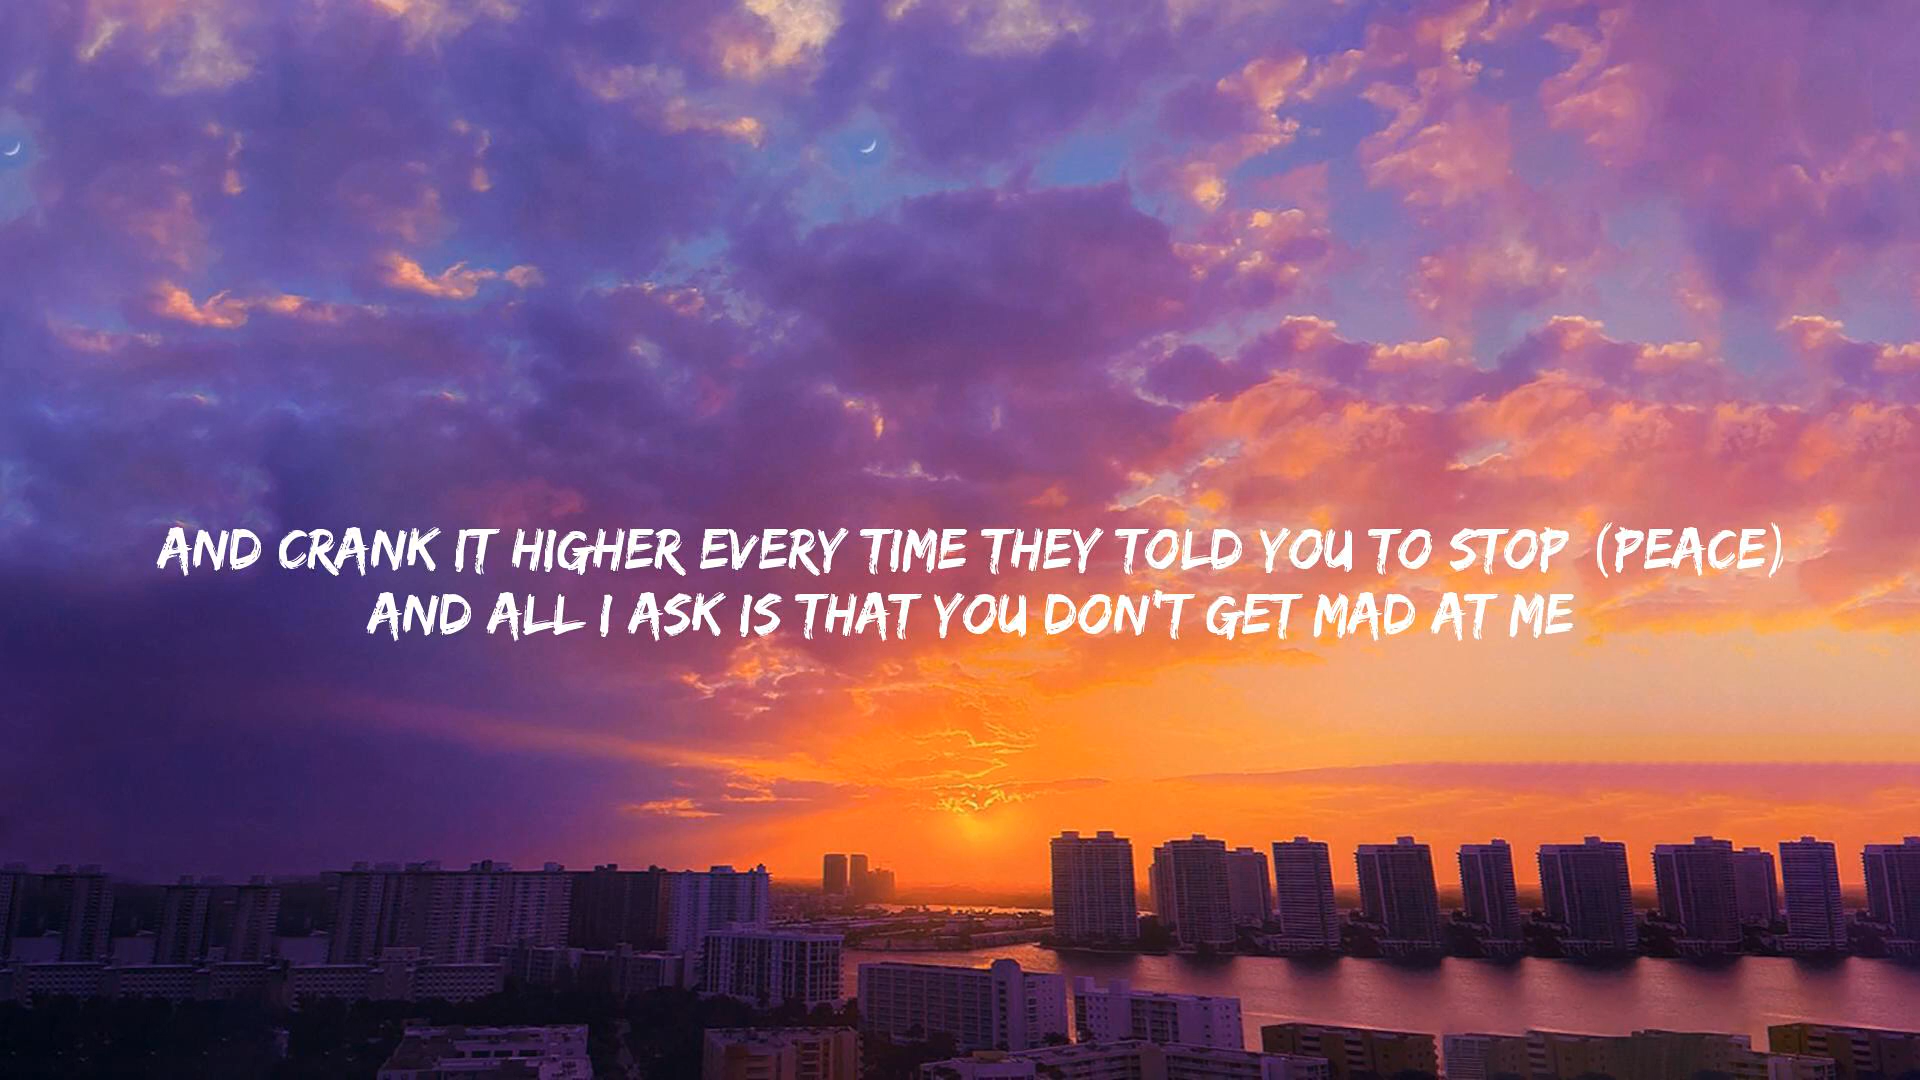 AND CRANK IT HIGHER EVERY TIME THEY TOLD YOU TO STOP (PEACE)
AND ALL I ASK IS THAT YOU DON'T GET MAD AT ME